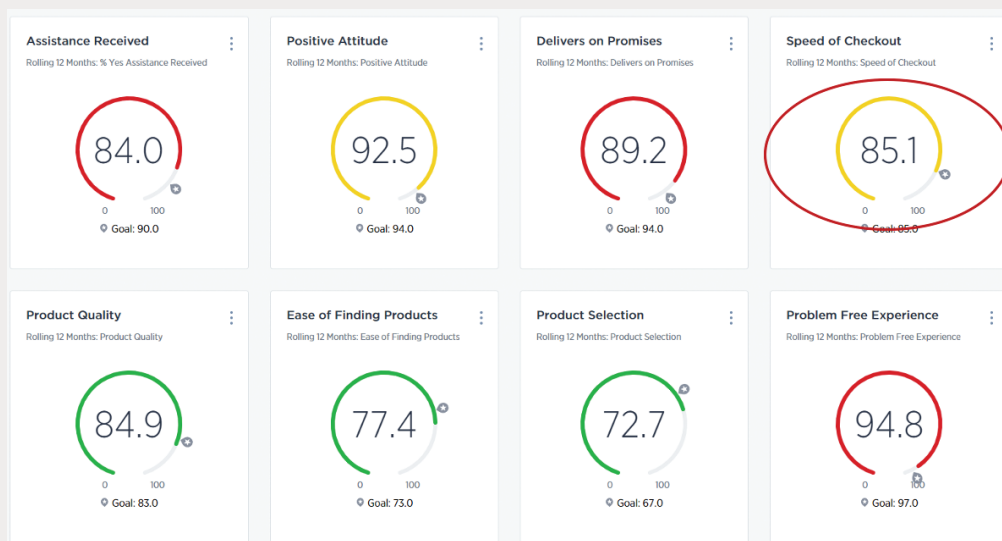 Assistance Received
Rolling 12 Months: % Yes Assistance Received
84.0
0 100
Goal: 90.0
Positive Attitude
Rolling 12 Months: Positive Attitude
92.5
0 100
Goal: 94.0
Delivers on Promises
Rolling 12 Months: Delivers on Promises
89.2
0 100
Goal: 94.0
Speed of Checkout
Rolling 12 Months: Speed of Checkout
85.1
0 100
Goal: 85.0
Product Quality
Rolling 12 Months: Product Quality
84.9
0 100
Goal: 83.0
Ease of Finding Products
Rolling 12 Months: Ease of Finding Products
77.4
0 100
Goal: 73.0
Product Selection
Rolling 12 Months: Product Selection
72.7
0 100
Goal: 67.0
Problem Free Experience
Rolling 12 Months: Problem Free Experience
94.8
0 100
Goal: 97.0